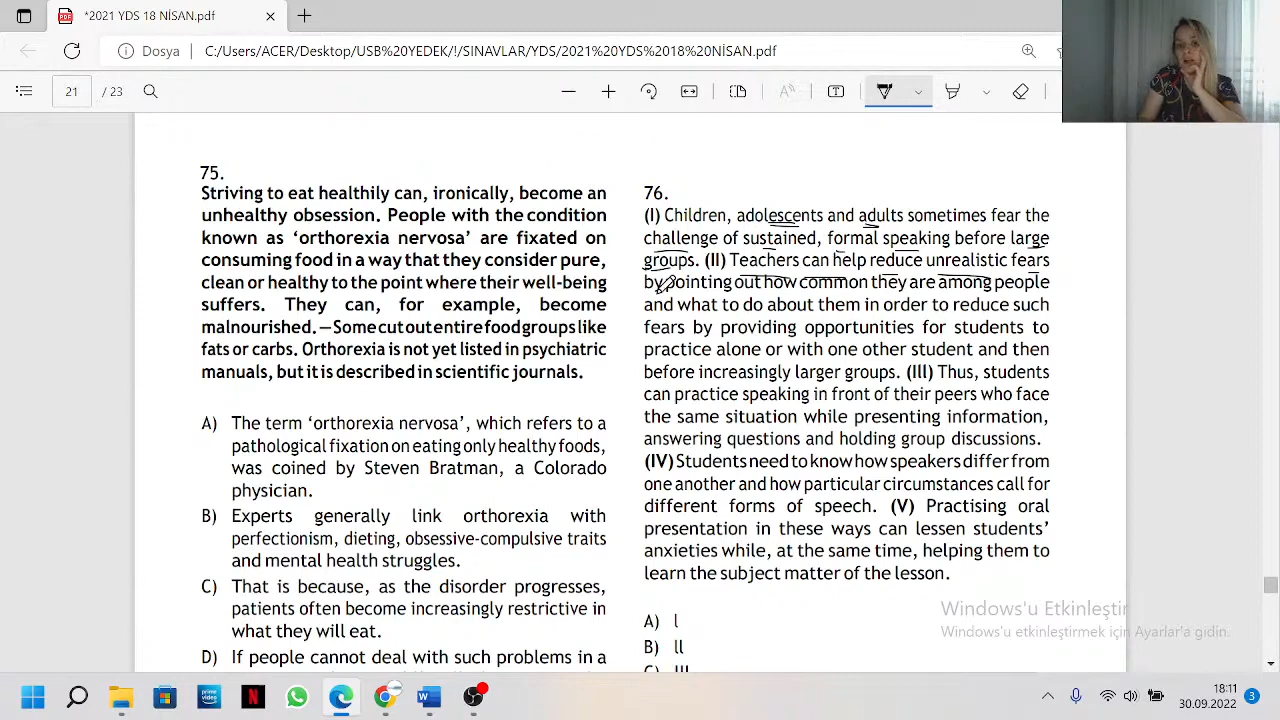 *2021 YDS 18 NİSAN.pdf
Dosya
C:/Users/ACER/Desktop/USB%20YEDEK/!/SINAVLAR/YDS/2021%20YDS%2018%20NİSAN.pdf
21 / 23
75.
Striving to eat healthily can, ironically, become an
unhealthy obsession. People with the condition
known as ‘orthorexia nervosa’ are fixated on
consuming food in a way that they consider pure,
clean or healthy to the point where their well-being
suffers. They can, for example, become
malnourished. —Some cut out entire food groups like
fats or carbs. Orthorexia is not yet listed in psychiatric
manuals, but it is described in scientific journals.
A) The term ‘orthorexia nervosa’, which refers to a
pathological fixation on eating only healthy foods,
was coined by Steven Bratman, a Colorado
physician.
B) Experts generally link orthorexia with
perfectionism, dieting, obsessive-compulsive traits
and mental health struggles.
C) That is because, as the disorder progresses,
patients often become increasingly restrictive in
what they will eat.
D) If people cannot deal with such problems in a
76.
(I) Children, adolescents and adults sometimes fear the
challenge of sustained, formal speaking before large
groups. (II) Teachers can help reduce unrealistic fears
by pointing out how common they are among people
and what to do about them in order to reduce such
fears by providing opportunities for students to
practice alone or with one other student and then
before increasingly larger groups. (III) Thus, students
can practice speaking in front of their peers who face
the same situation while presenting information,
answering questions and holding group discussions.
(IV) Students need to know how speakers differ from
one another and how particular circumstances call for
different forms of speech. (V) Practising oral
presentation in these ways can lessen students’
anxieties while, at the same time, helping them to
learn the subject matter of the lesson.
A) l
B) ll
C) lll
Windows'u Etkinleştir
Windows'u etkinleştirmek için Ayarlar'a gidin.
prime video
N
W
18:11
30.09.2022
3